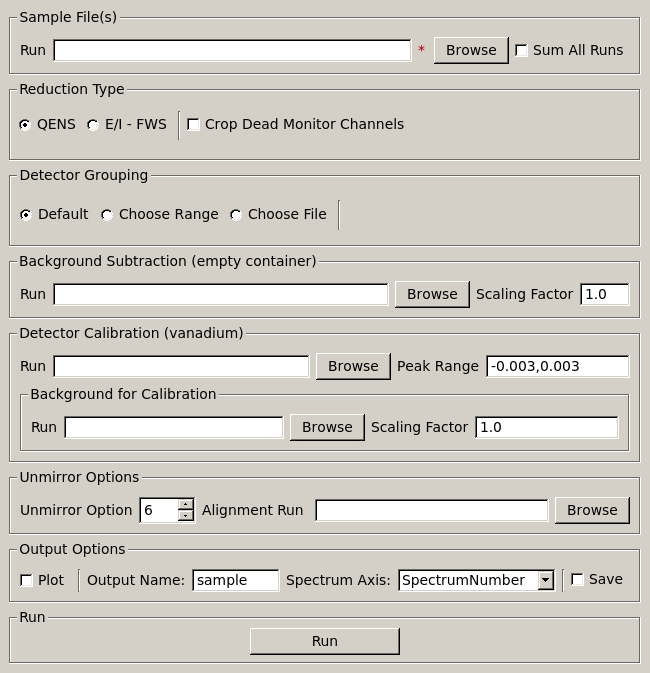 Sample File(s)
Run * Browse Sum All Runs
Reduction Type
QENS E/I - FWS Crop Dead Monitor Channels
Detector Grouping
Default Choose Range Choose File
Background Subtraction (empty container)
Run Browse Scaling Factor 1.0
Detector Calibration (vanadium)
Run Browse Peak Range -0.003,0.003
Background for Calibration
Run Browse Scaling Factor 1.0
Unmirror Options
Unmirror Option 6 Alignment Run Browse
Output Options
Plot Output Name: sample Spectrum Axis: SpectrumNumber Save
Run
Run